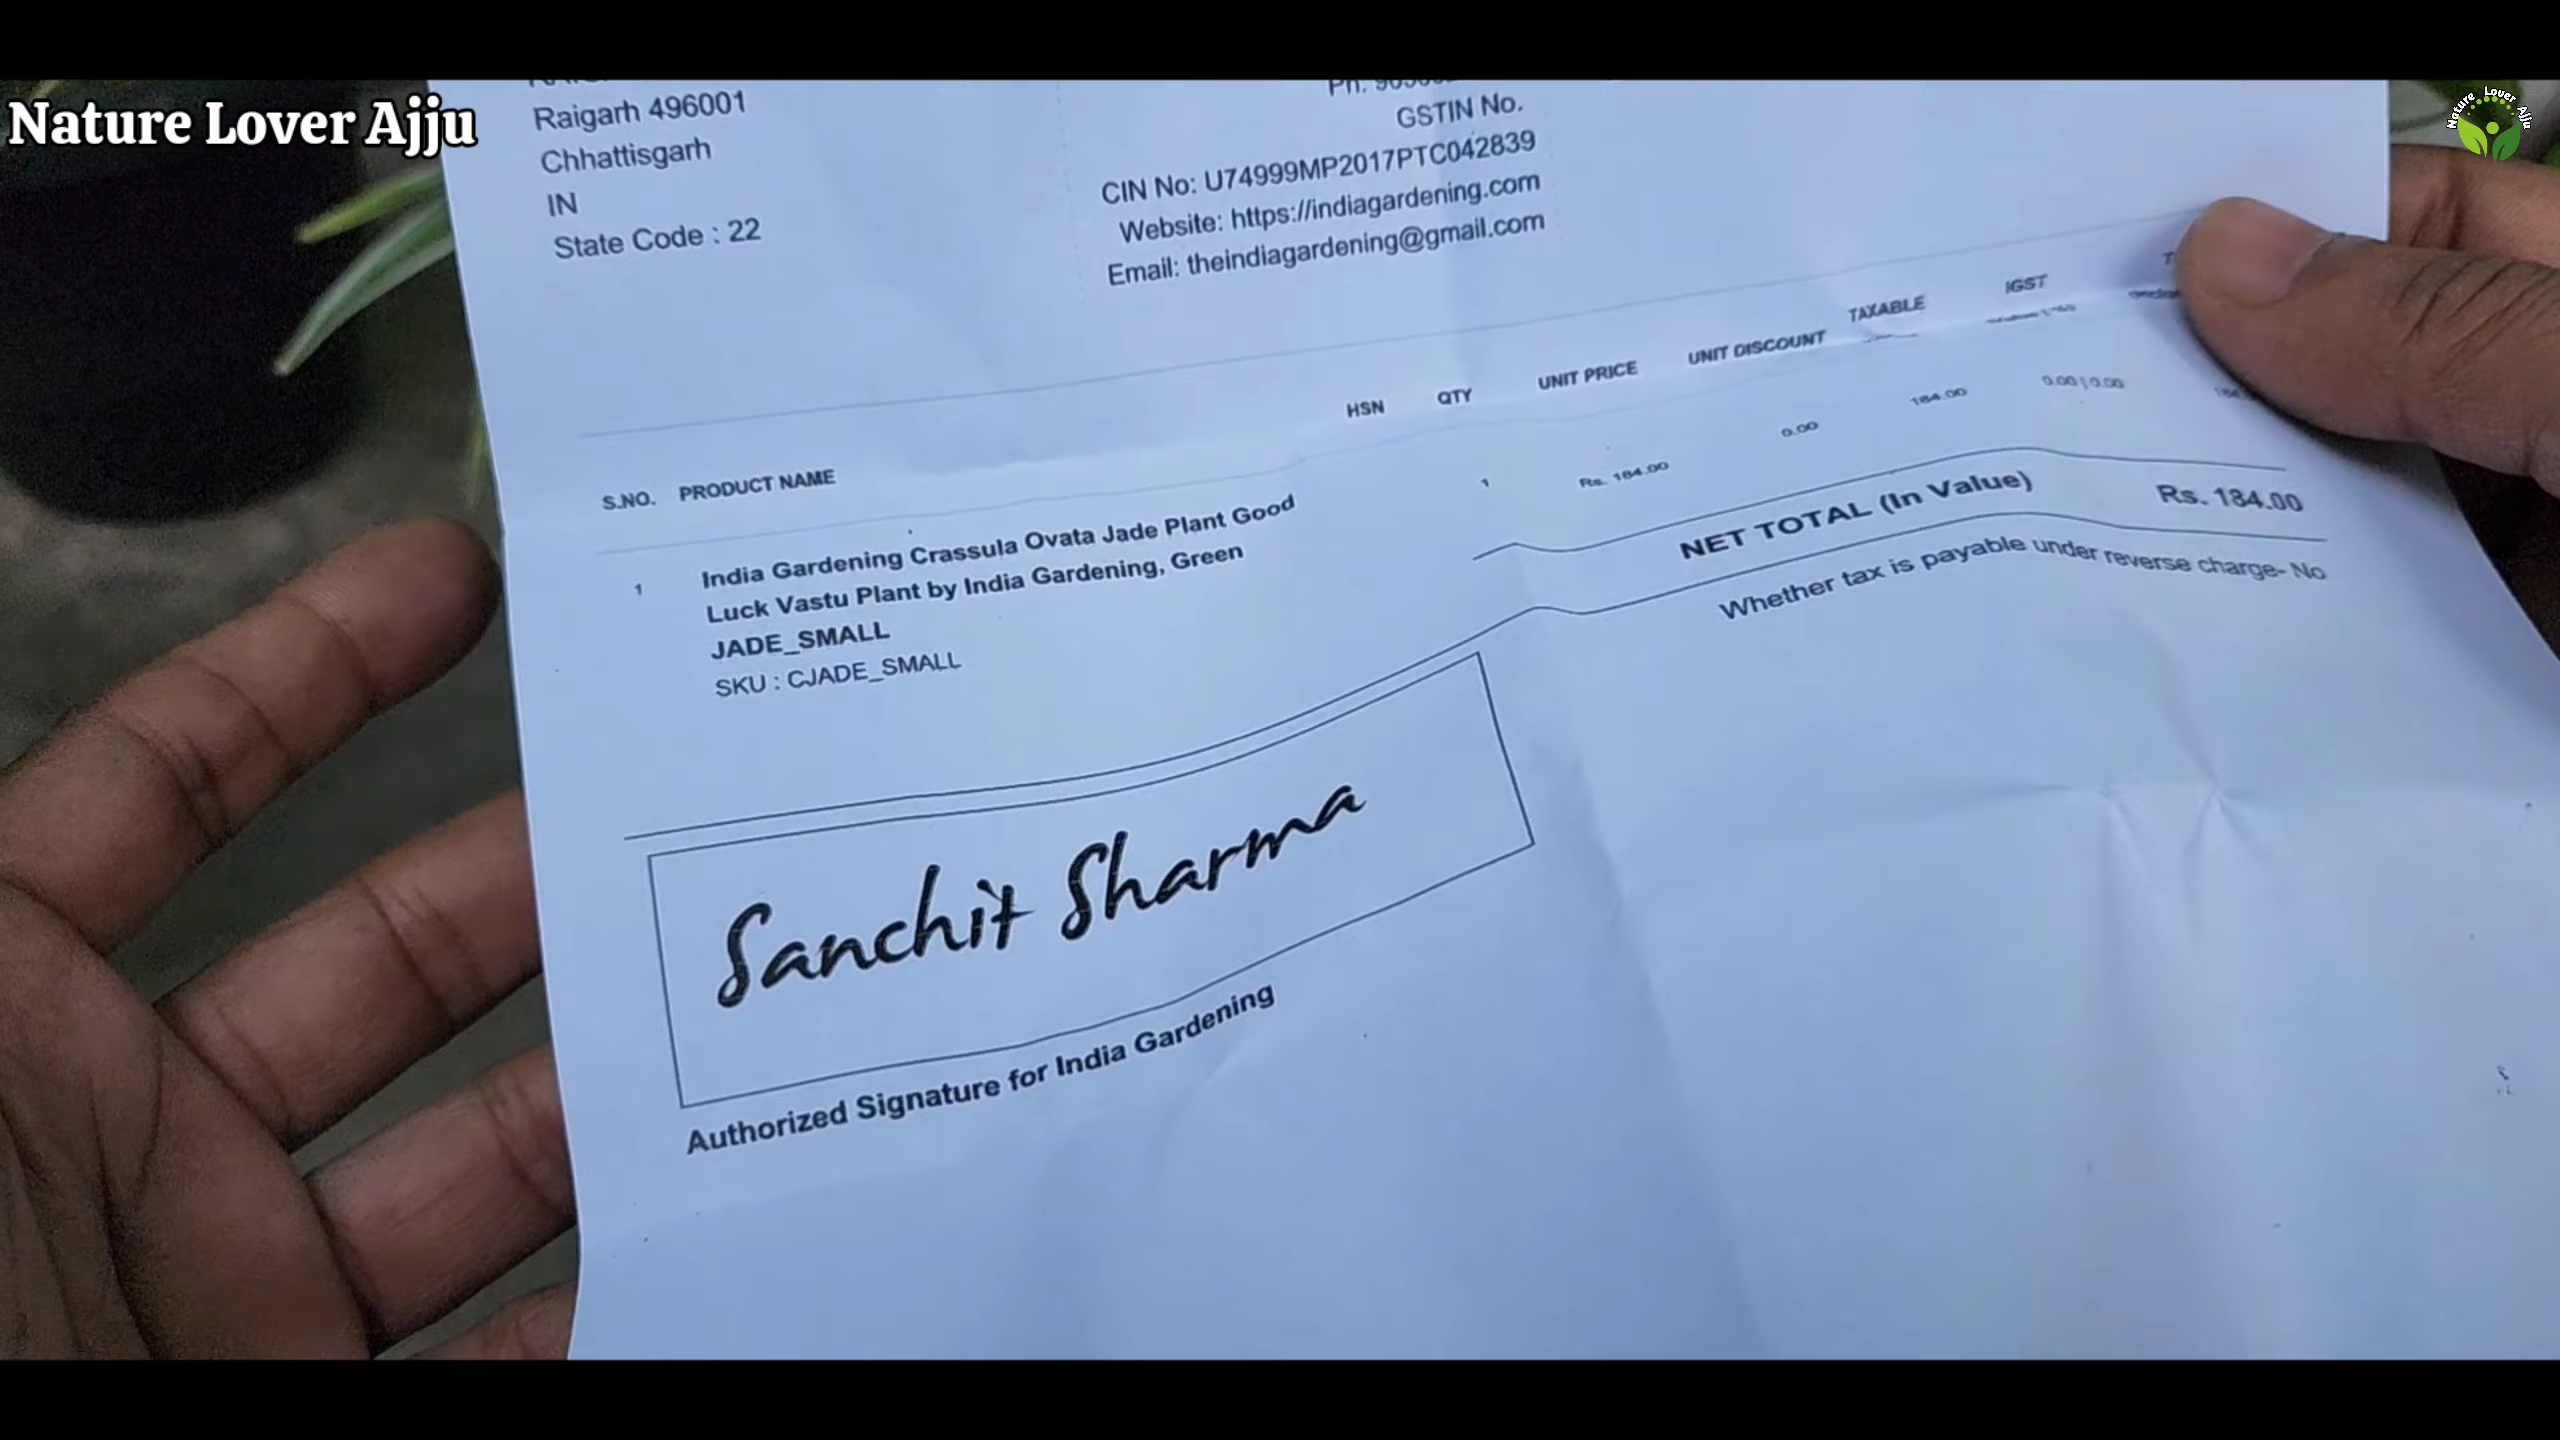 Nature Lover Ajju
Nature Lover Ajju
Raigarh 496001
Chhattisgarh
IN
State Code : 22
Ph:
GSTIN No.
CIN No: U74999MP2017PTC042839
Website: https://indiagardening.com
Email: theindiagardening@gmail.com
S.NO. PRODUCT NAME HSN QTY UNIT PRICE UNIT DISCOUNT TAXABLE IGST
1 India Gardening Crassula Ovata Jade Plant Good 1 Rs. 184.00 0.00 184.00 0.00 | 0.00
Luck Vastu Plant by India Gardening, Green
JADE_SMALL
SKU : CJADE_SMALL
NET TOTAL (In Value) Rs. 184.00
Whether tax is payable under reverse charge- No
Sanchit Sharma
Authorized Signature for India Gardening